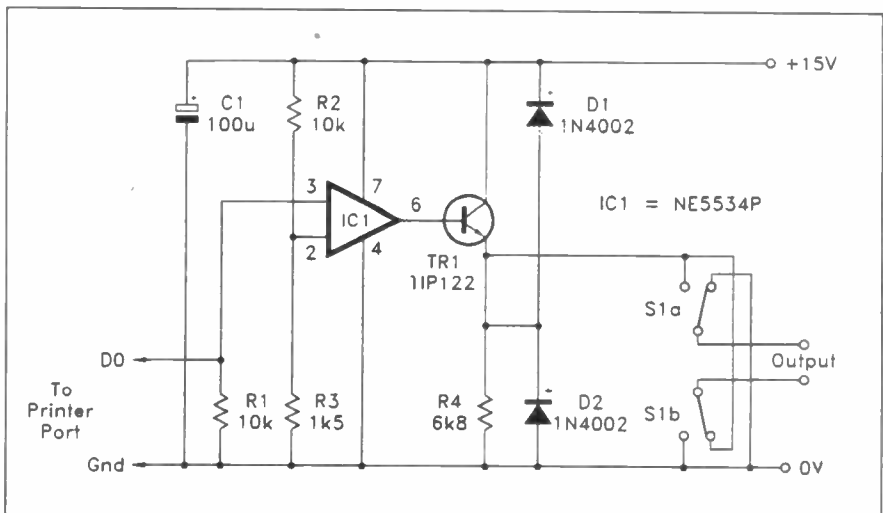 +15V
C1
100u
R2
10k
D1
1N4002
3
7
6
IC1
2
4
IC1 = NE5534P
TR1
1IP122
S1a
D0
Output
To
Printer
Port
R1
10k
R3
1k5
R4
6k8
D2
1N4002
S1b
Gnd
0V